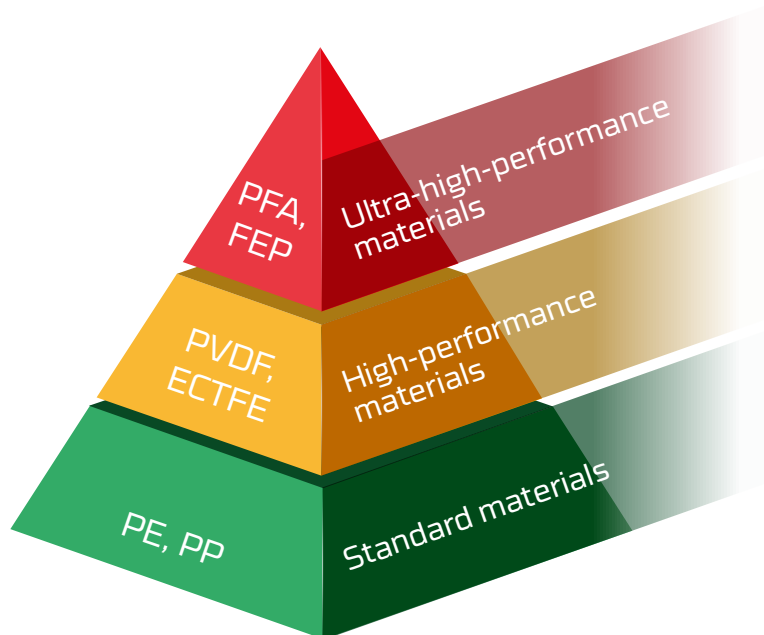 PFA,
FEP
Ultra-high-performance
materials
PVDF,
ECTFE
High-performance
materials
PE, PP
Standard materials